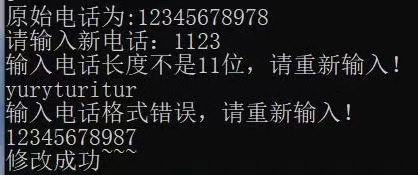 原始电话为:12345678978
请输入新电话：1123
输入电话长度不是11位，请重新输入！
yuryturitur
输入电话格式错误，请重新输入！
12345678987
修改成功~~~